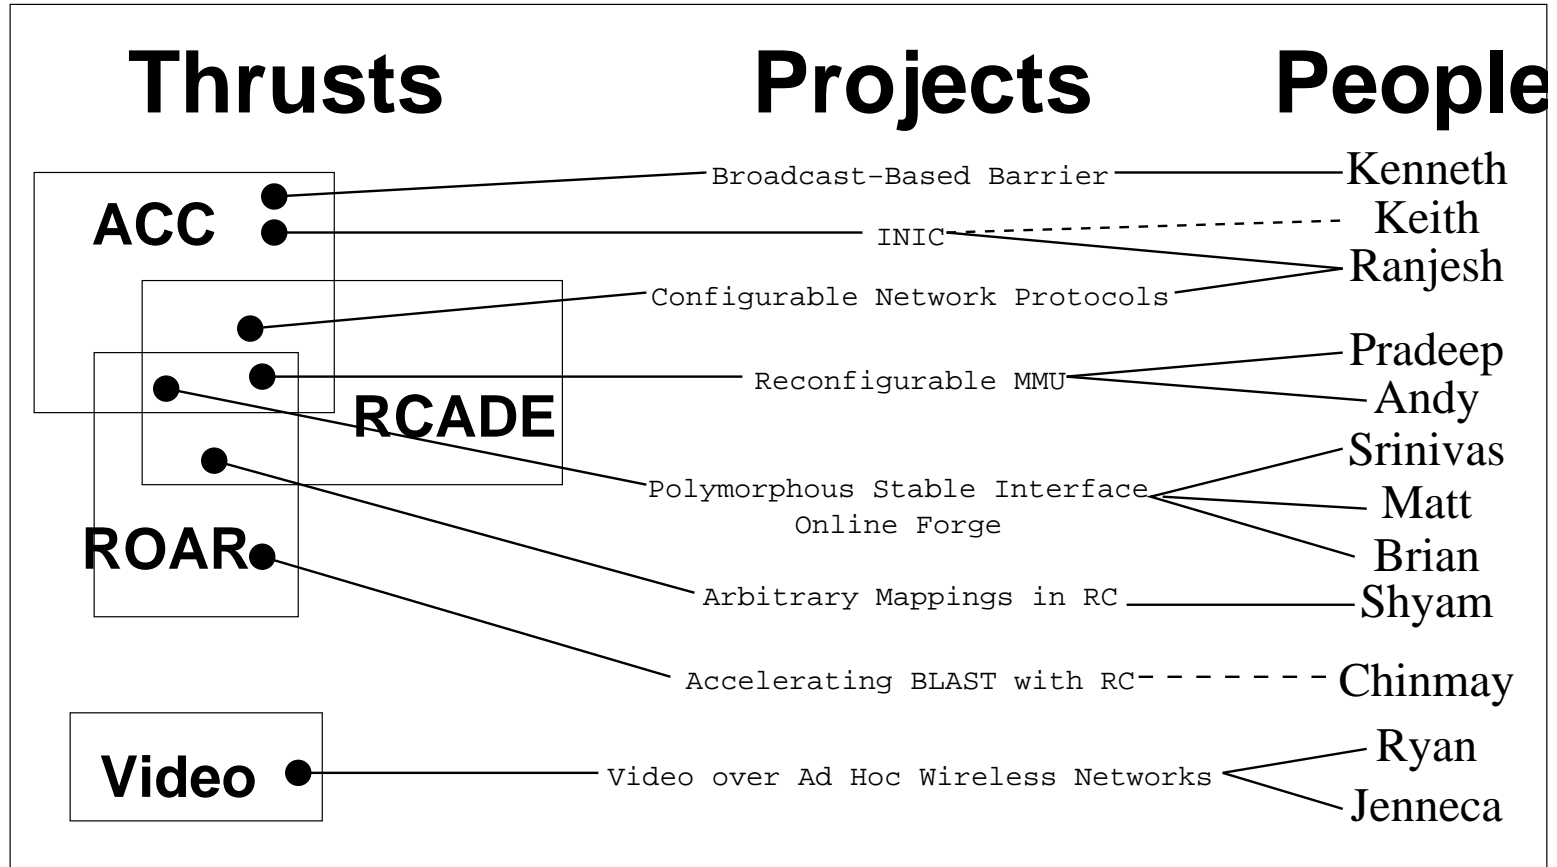 Thrusts Projects People
ACC
RCADE
ROAR
Video
Broadcast-Based Barrier
INIC
Configurable Network Protocols
Reconfigurable MMU
Polymorphous Stable Interface
Online Forge
Arbitrary Mappings in RC
Accelerating BLAST with RC
Video over Ad Hoc Wireless Networks
Kenneth
Keith
Ranjesh
Pradeep
Andy
Srinivas
Matt
Brian
Shyam
Chinmay
Ryan
Jenneca